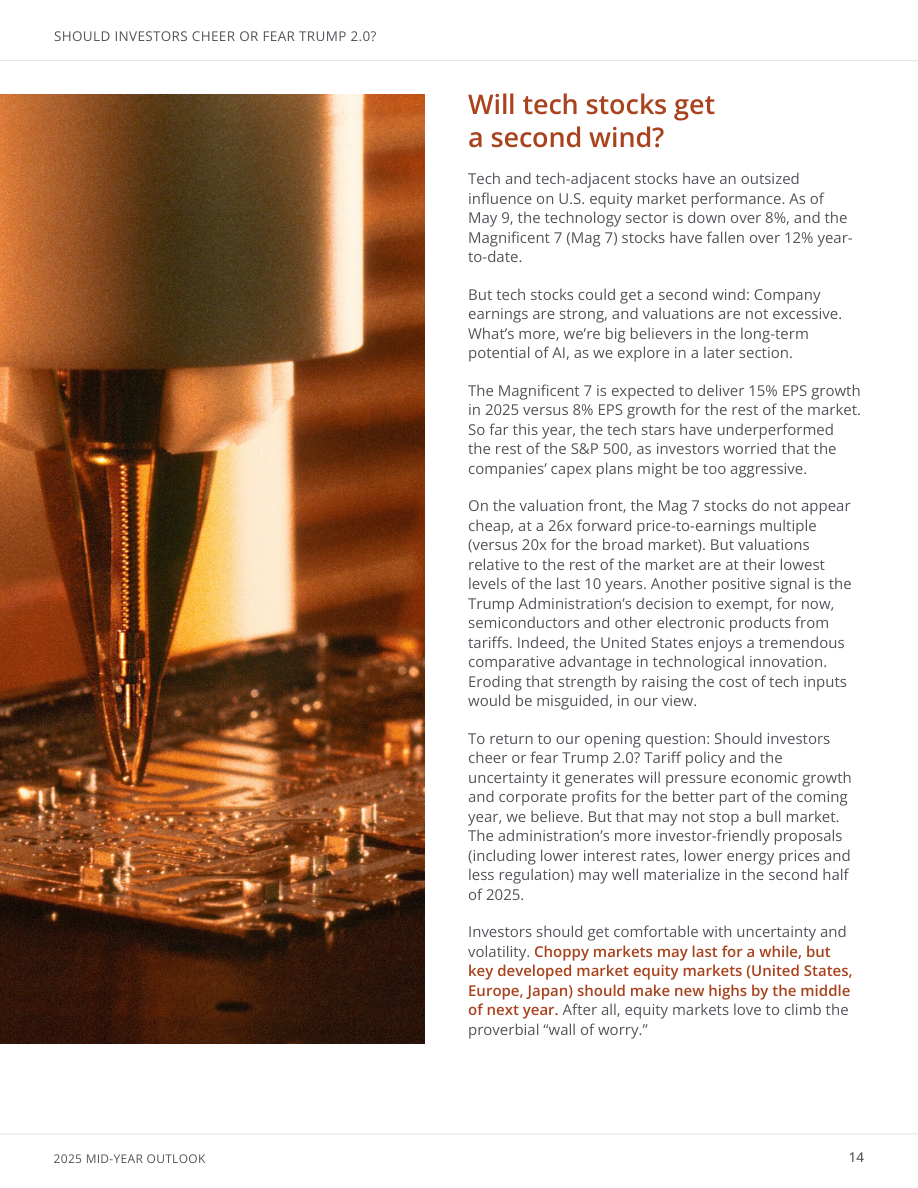 SHOULD INVESTORS CHEER OR FEAR TRUMP 2.0?
Will tech stocks get
a second wind?
Tech and tech-adjacent stocks have an outsized
influence on U.S. equity market performance. As of
May 9, the technology sector is down over 8%, and the
Magnificent 7 (Mag 7) stocks have fallen over 12% year-
to-date.
But tech stocks could get a second wind: Company
earnings are strong, and valuations are not excessive.
What’s more, we’re big believers in the long-term
potential of AI, as we explore in a later section.
The Magnificent 7 is expected to deliver 15% EPS growth
in 2025 versus 8% EPS growth for the rest of the market.
So far this year, the tech stars have underperformed
the rest of the S&P 500, as investors worried that the
companies’ capex plans might be too aggressive.
On the valuation front, the Mag 7 stocks do not appear
cheap, at a 26x forward price-to-earnings multiple
(versus 20x for the broad market). But valuations
relative to the rest of the market are at their lowest
levels of the last 10 years. Another positive signal is the
Trump Administration’s decision to exempt, for now,
semiconductors and other electronic products from
tariffs. Indeed, the United States enjoys a tremendous
comparative advantage in technological innovation.
Eroding that strength by raising the cost of tech inputs
would be misguided, in our view.
To return to our opening question: Should investors
cheer or fear Trump 2.0? Tariff policy and the
uncertainty it generates will pressure economic growth
and corporate profits for the better part of the coming
year, we believe. But that may not stop a bull market.
The administration’s more investor-friendly proposals
(including lower interest rates, lower energy prices and
less regulation) may well materialize in the second half
of 2025.
Investors should get comfortable with uncertainty and
volatility. Choppy markets may last for a while, but
key developed market equity markets (United States,
Europe, Japan) should make new highs by the middle
of next year. After all, equity markets love to climb the
proverbial “wall of worry.”
2025 MID-YEAR OUTLOOK
14